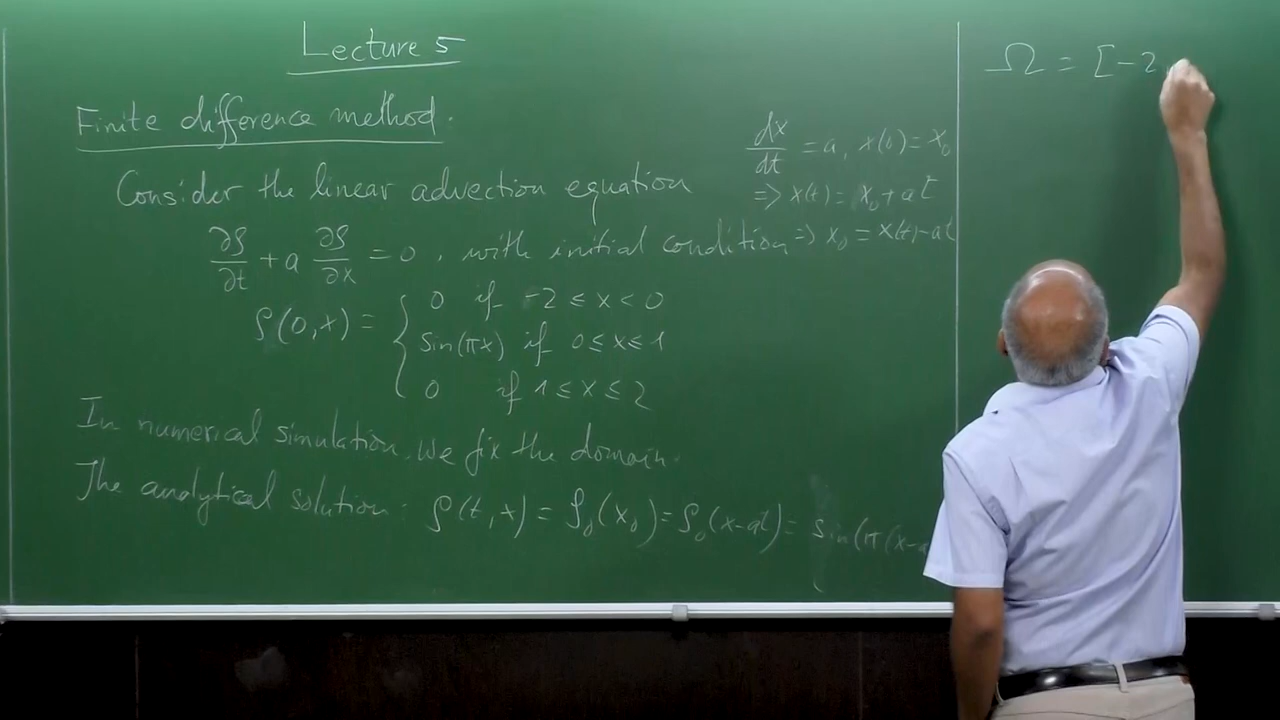 Lecture 5
Finite difference method.
Consider the linear advection equation
∂ρ/∂t + a ∂ρ/∂x = 0, with initial condition
ρ(0,x) = { 0 if -2 ≤ x < 0
sin(πx) if 0 ≤ x ≤ 1
0 if 1 ≤ x ≤ 2
In numerical simulation, we fix the domain.
The analytical solution: ρ(t,x) = ρ₀(x₀) = ρ₀(x-at) = sin(π(x-a
dx/dt = a, x(0) = x₀
=> x(t) = x₀ + at
=> x₀ = x(t) - at
Ω = [-2